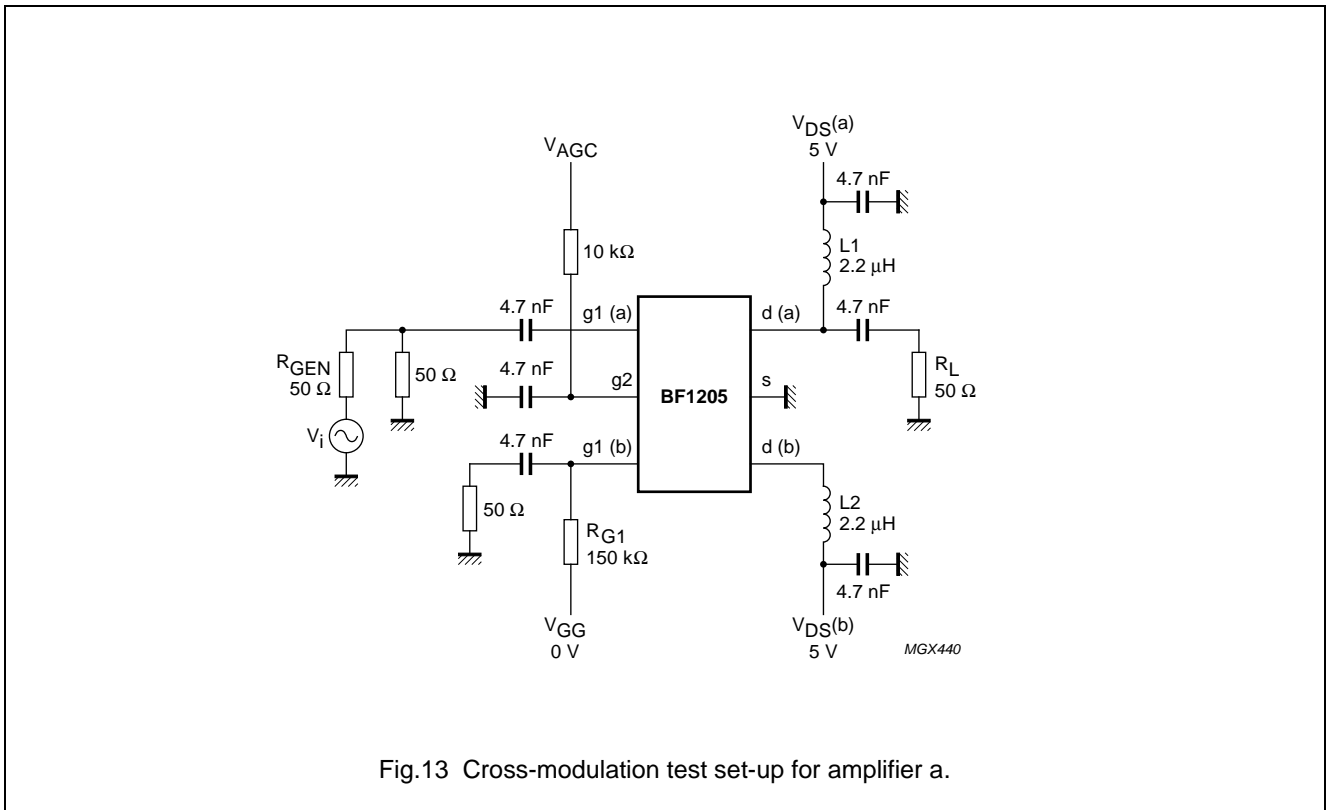 VAGC
VDS(a)
5 V
4.7 nF
10 kΩ
L1
2.2 μH
4.7 nF
g1 (a)
d (a)
4.7 nF
RGEN
50 Ω
50 Ω
4.7 nF
g2
BF1205
s
RL
50 Ω
Vi
4.7 nF
g1 (b)
d (b)
50 Ω
L2
2.2 μH
RG1
150 kΩ
4.7 nF
VGG
0 V
VDS(b)
5 V
MGX440
Fig.13 Cross-modulation test set-up for amplifier a.